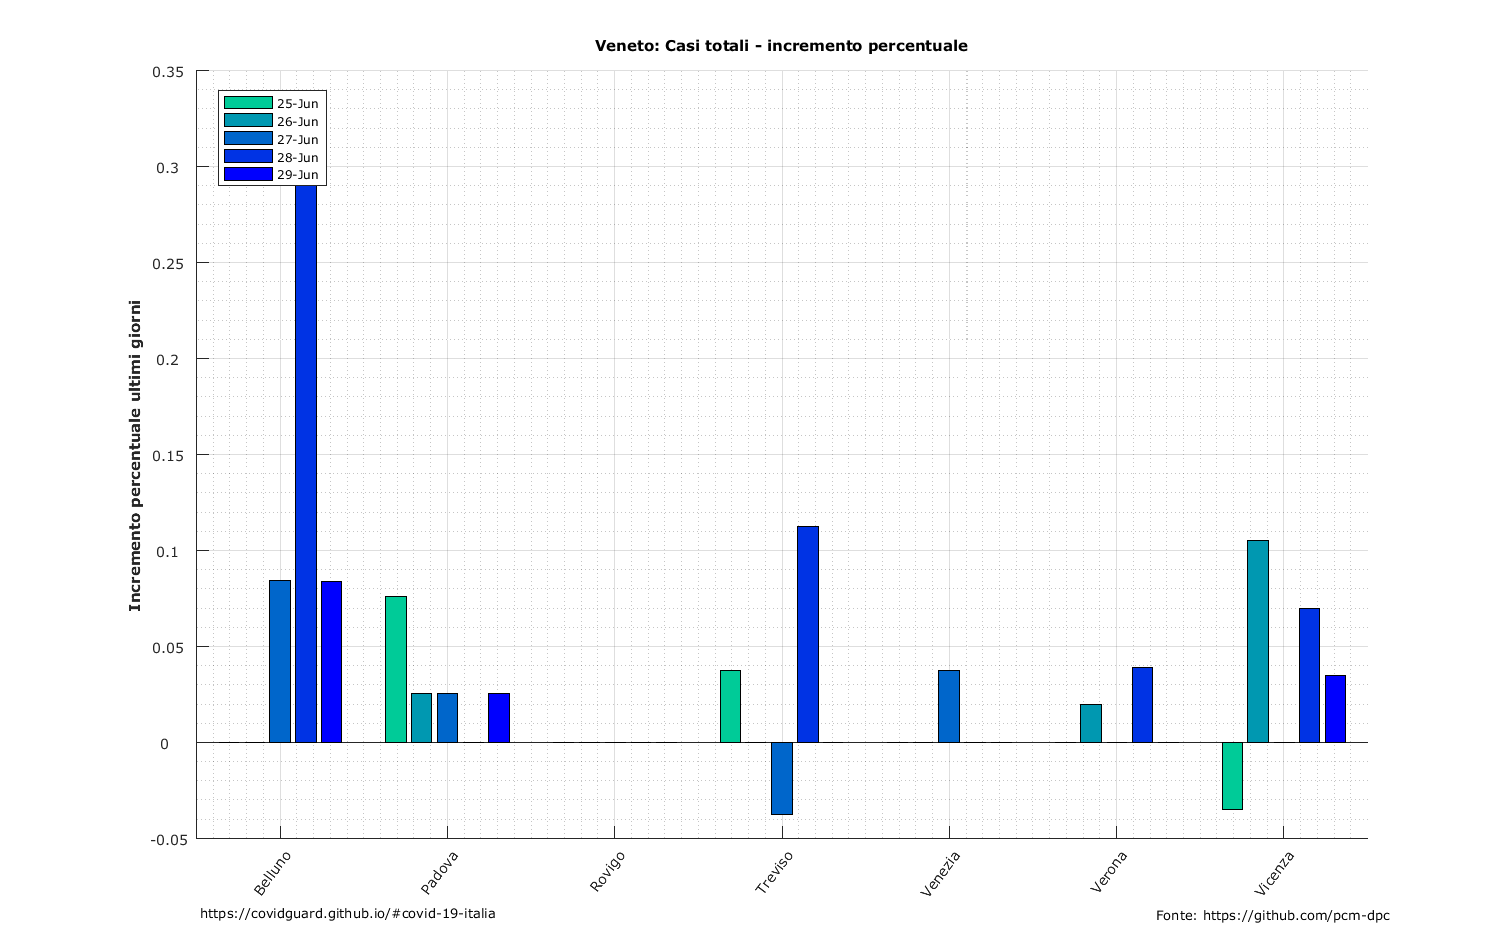 Veneto: Casi totali - incremento percentuale
Incremento percentuale ultimi giorni
0.35
0.3
0.25
0.2
0.15
0.1
0.05
0
-0.05
25-Jun
26-Jun
27-Jun
28-Jun
29-Jun
Belluno
Padova
Rovigo
Treviso
Venezia
Verona
Vicenza
https://covidguard.github.io/#covid-19-italia
Fonte: https://github.com/pcm-dpc